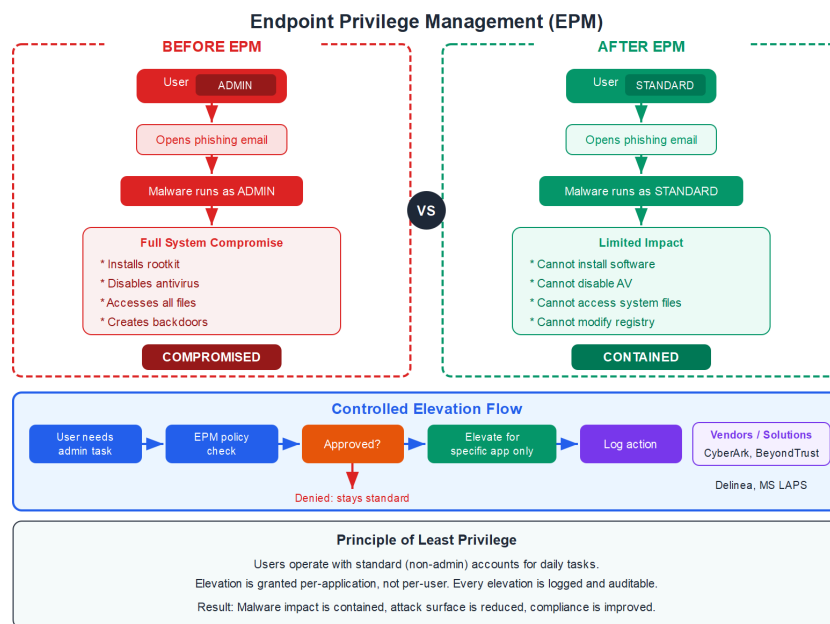 Endpoint Privilege Management (EPM)
BEFORE EPM
User ADMIN
Opens phishing email
Malware runs as ADMIN
Full System Compromise
* Installs rootkit
* Disables antivirus
* Accesses all files
* Creates backdoors
COMPROMISED
VS
AFTER EPM
User STANDARD
Opens phishing email
Malware runs as STANDARD
Limited Impact
* Cannot install software
* Cannot disable AV
* Cannot access system files
* Cannot modify registry
CONTAINED
Controlled Elevation Flow
User needs
admin task
EPM policy
check
Approved?
Denied: stays standard
Elevate for
specific app only
Log action
Vendors / Solutions
CyberArk, BeyondTrust
Delinea, MS LAPS
Principle of Least Privilege
Users operate with standard (non-admin) accounts for daily tasks.
Elevation is granted per-application, not per-user. Every elevation is logged and auditable.
Result: Malware impact is contained, attack surface is reduced, compliance is improved.